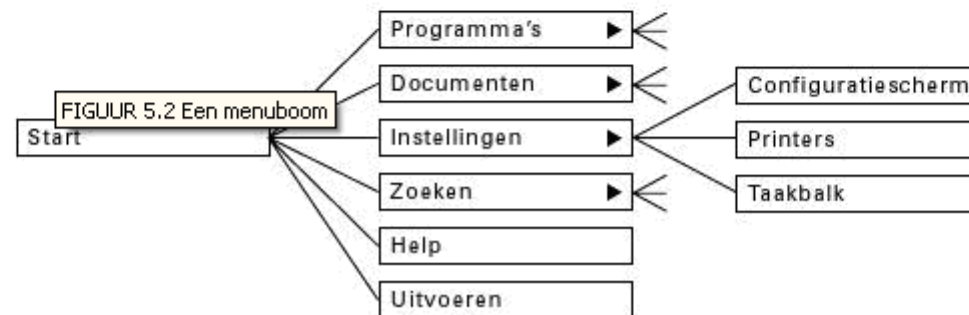 FIGUUR 5.2 Een menuboom
Start
Programma's
Documenten
Instellingen
Zoeken
Help
Uitvoeren
Configuratiescherm
Printers
Taakbalk